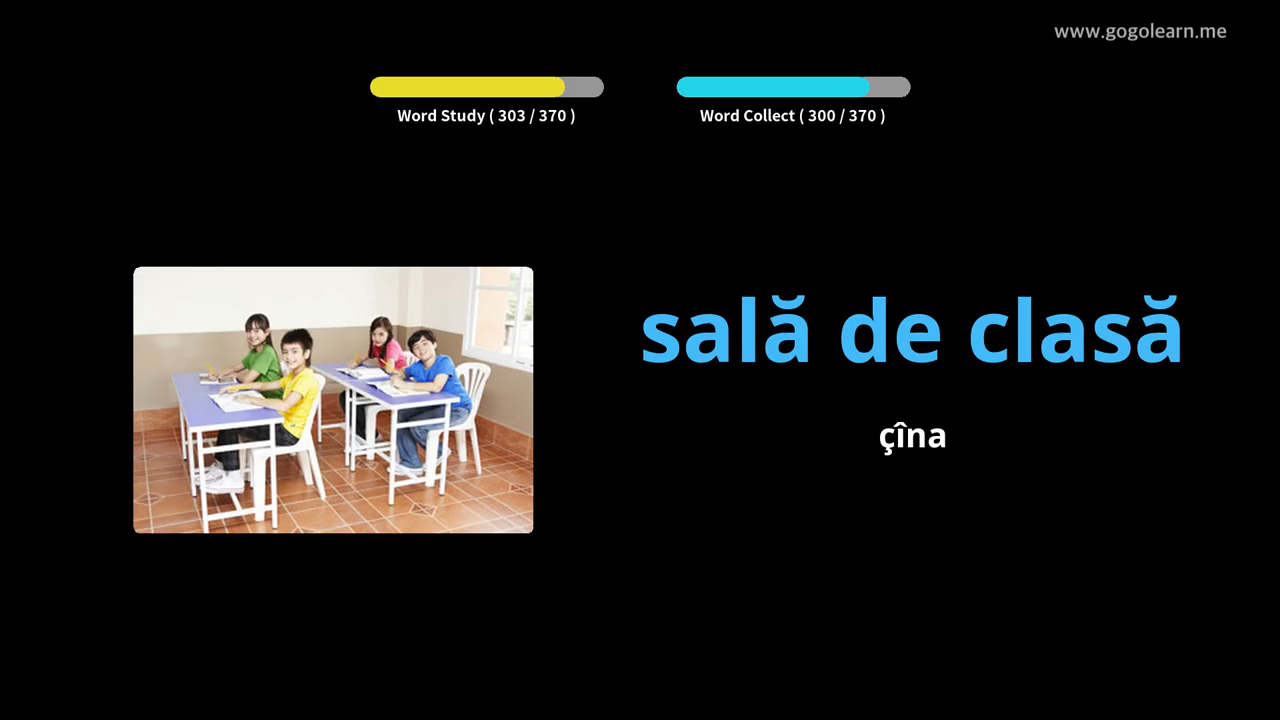 www.gogolearn.me
Word Study ( 303 / 370 )
Word Collect ( 300 / 370 )
sală de clasă
çîna